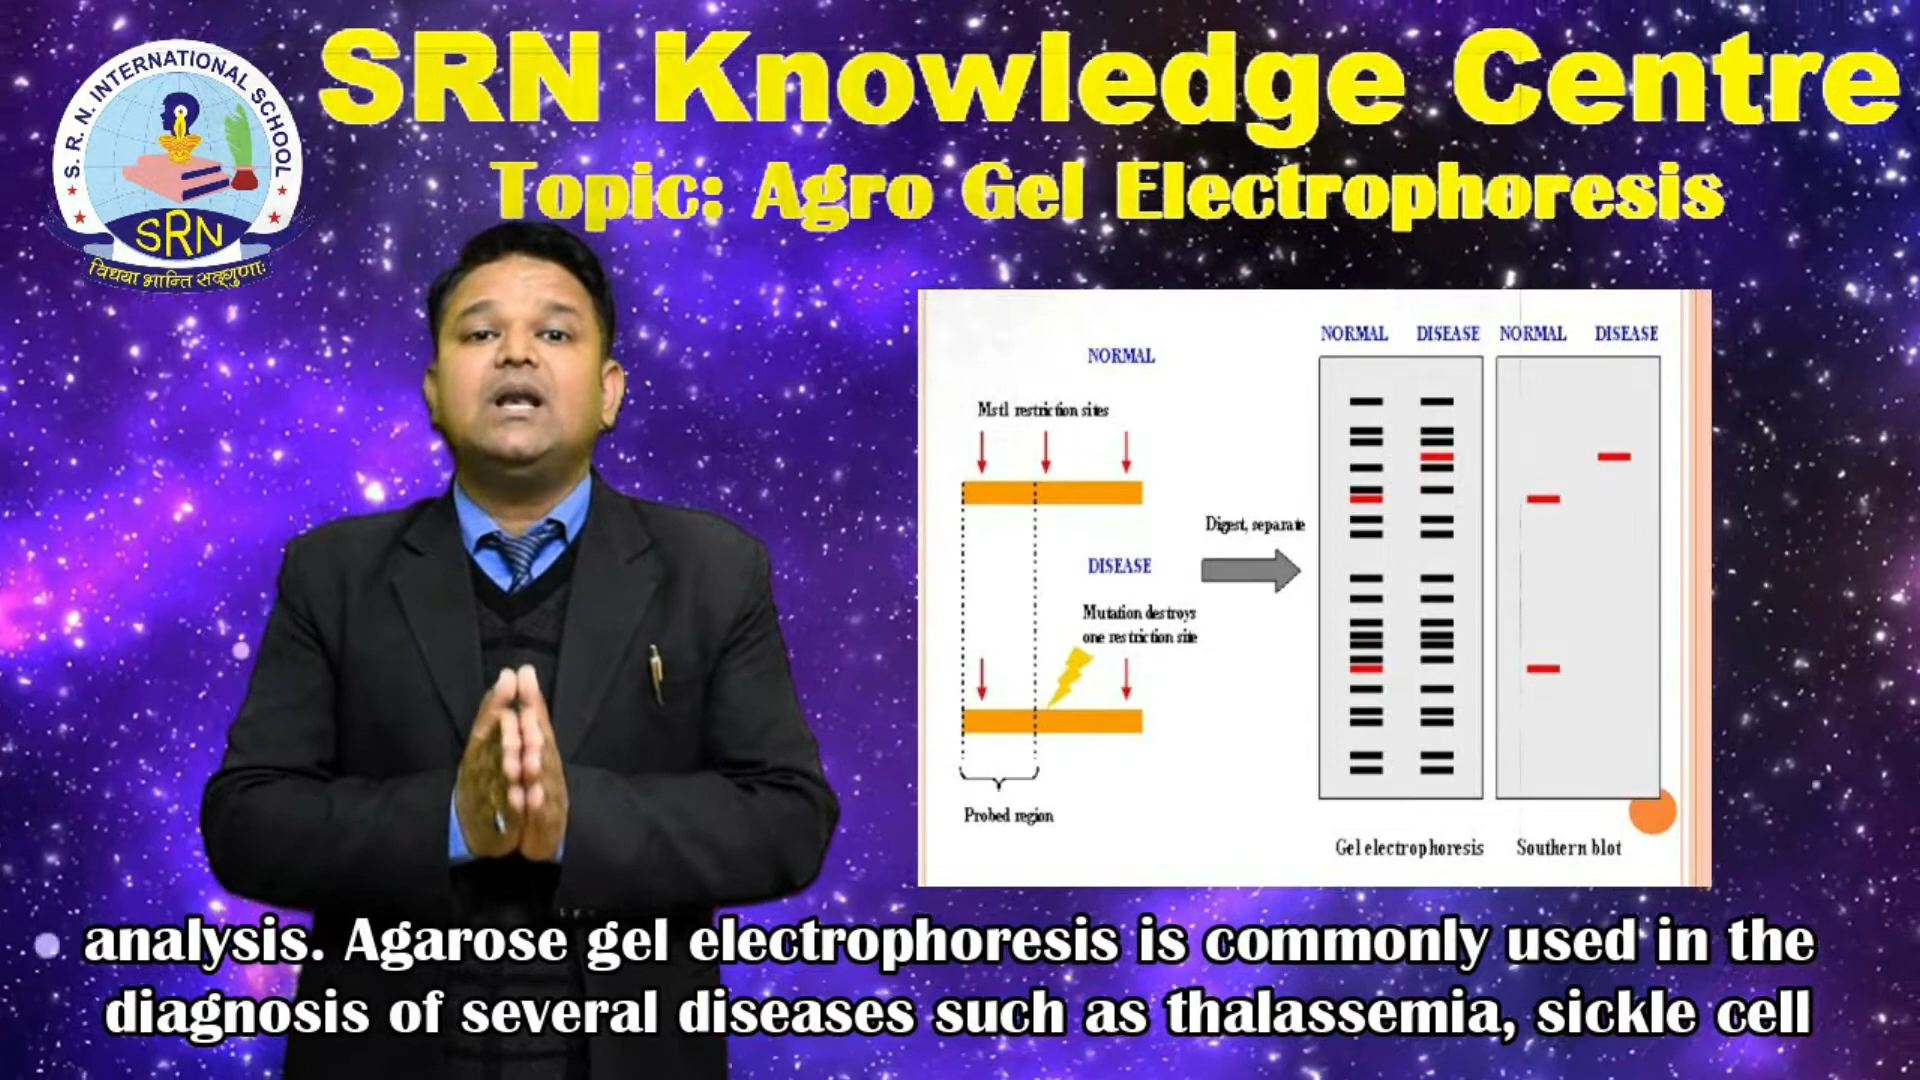 SRN Knowledge Centre
Topic: Agro Gel Electrophoresis
S. R. N. INTERNATIONAL SCHOOL
SRN
विधया भान्ति सद्गुणाः
NORMAL
MstI restriction sites
DISEASE
Mutation destroys
one restriction site
Probed region
Digest, separate
NORMAL DISEASE NORMAL DISEASE
Gel electrophoresis Southern blot
analysis. Agarose gel electrophoresis is commonly used in the
diagnosis of several diseases such as thalassemia, sickle cell